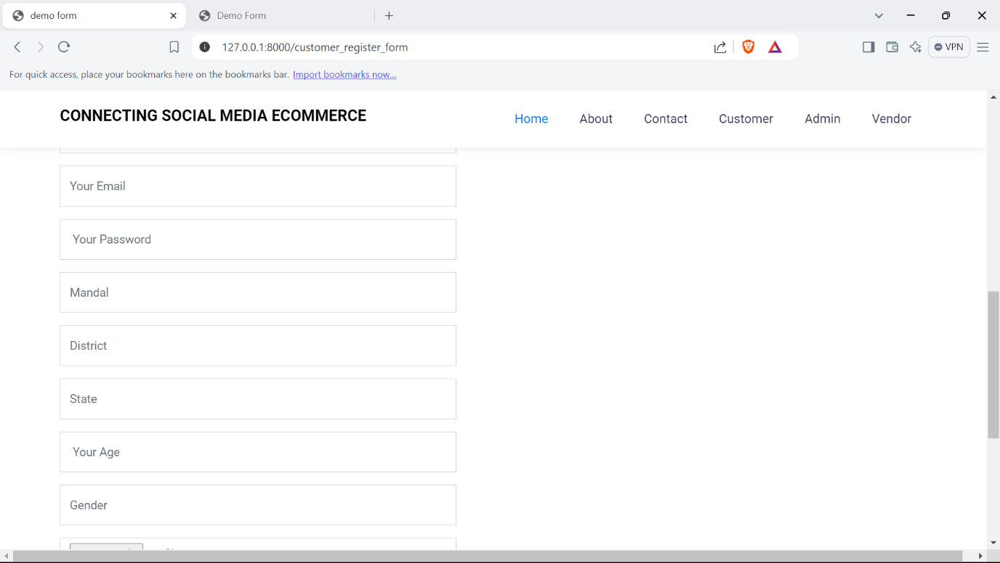 demo form
Demo Form
127.0.0.1:8000/customer_register_form
VPN
For quick access, place your bookmarks here on the bookmarks bar. Import bookmarks now...
CONNECTING SOCIAL MEDIA ECOMMERCE
Home About Contact Customer Admin Vendor
Your Email
Your Password
Mandal
District
State
Your Age
Gender